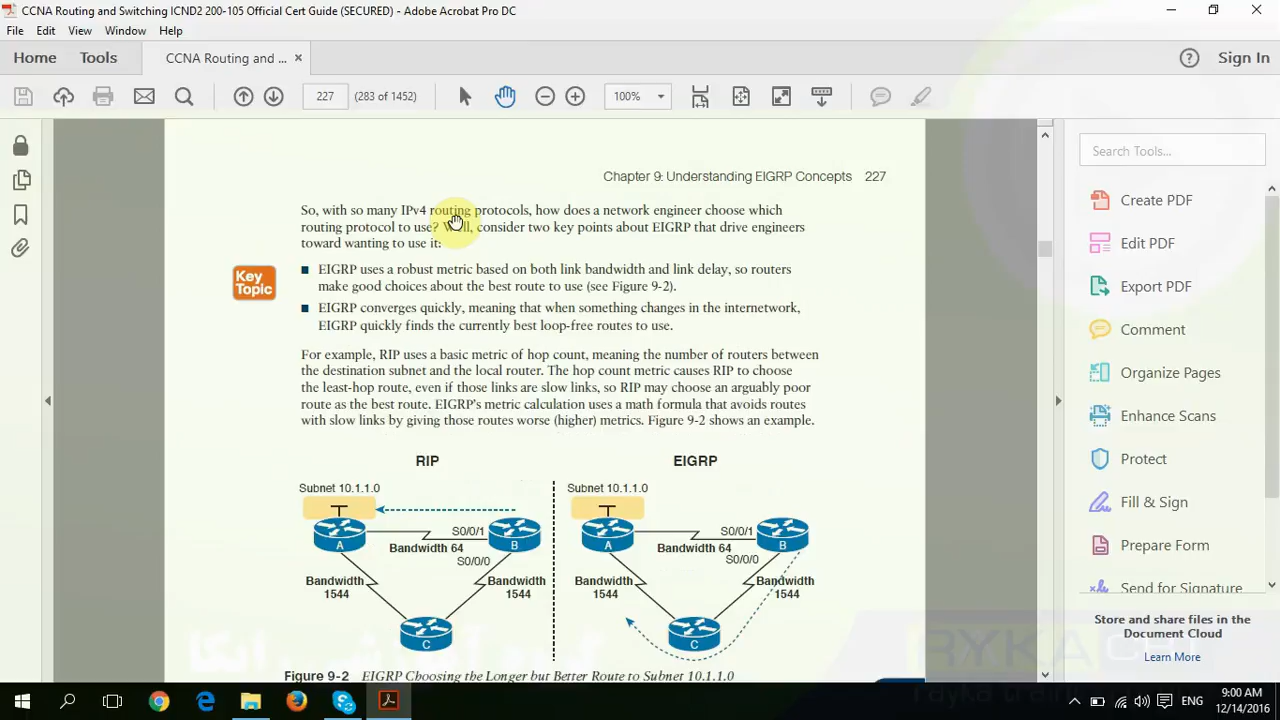 CCNA Routing and Switching ICND2 200-105 Official Cert Guide (SECURED) - Adobe Acrobat Pro DC
File Edit View Window Help
Home Tools CCNA Routing and ... × Sign In
227 (283 of 1452) 100%
Chapter 9: Understanding EIGRP Concepts 227
So, with so many IPv4 routing protocols, how does a network engineer choose which
routing protocol to use? Well, consider two key points about EIGRP that drive engineers
toward wanting to use it:
Key
Topic
■ EIGRP uses a robust metric based on both link bandwidth and link delay, so routers
make good choices about the best route to use (see Figure 9-2).
■ EIGRP converges quickly, meaning that when something changes in the internetwork,
EIGRP quickly finds the currently best loop-free routes to use.
For example, RIP uses a basic metric of hop count, meaning the number of routers between
the destination subnet and the local router. The hop count metric causes RIP to choose
the least-hop route, even if those links are slow links, so RIP may choose an arguably poor
route as the best route. EIGRP's metric calculation uses a math formula that avoids routes
with slow links by giving those routes worse (higher) metrics. Figure 9-2 shows an example.
RIP
Subnet 10.1.1.0
A
S0/0/1
B
Bandwidth 64
S0/0/0
Bandwidth
1544
Bandwidth
1544
C
EIGRP
Subnet 10.1.1.0
A
S0/0/1
B
Bandwidth 64
S0/0/0
Bandwidth
1544
Bandwidth
1544
C
Figure 9-2 EIGRP Choosing the Longer but Better Route to Subnet 10.1.1.0
Search Tools...
Create PDF
Edit PDF
Export PDF
Comment
Organize Pages
Enhance Scans
Protect
Fill & Sign
Prepare Form
Send for Signature
Store and share files in the
Document Cloud
Learn More
RYKA
rayka training
ENG
9:00 AM
12/14/2016